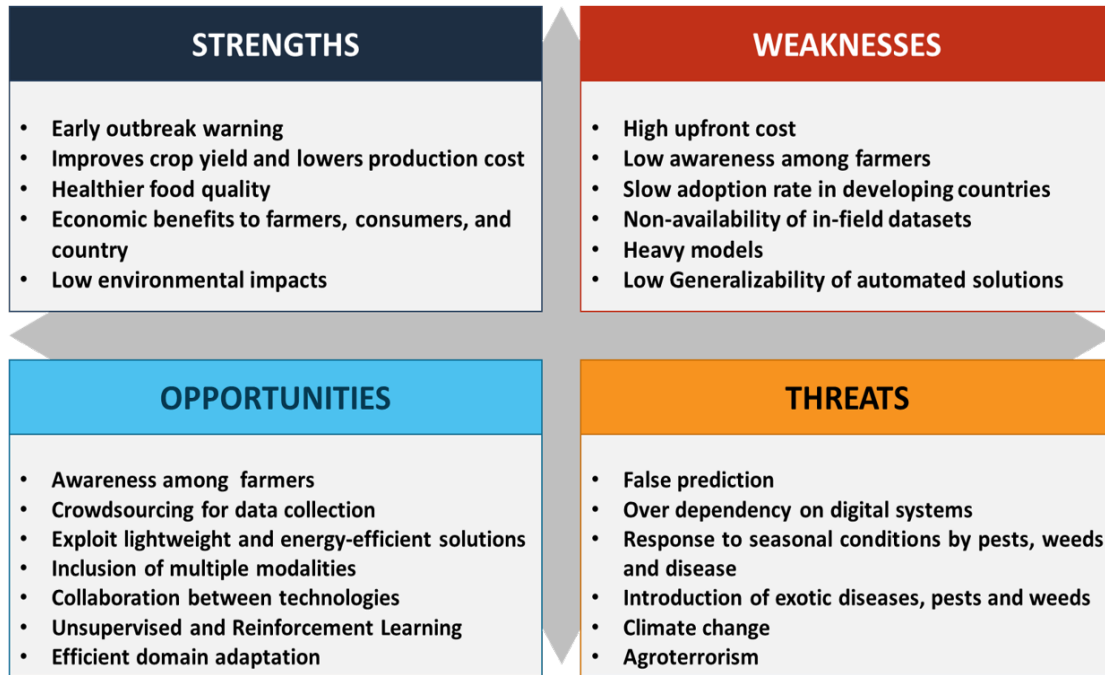 STRENGTHS
• Early outbreak warning
• Improves crop yield and lowers production cost
• Healthier food quality
• Economic benefits to farmers, consumers, and
country
• Low environmental impacts
WEAKNESSES
• High upfront cost
• Low awareness among farmers
• Slow adoption rate in developing countries
• Non-availability of in-field datasets
• Heavy models
• Low Generalizability of automated solutions
OPPORTUNITIES
• Awareness among farmers
• Crowdsourcing for data collection
• Exploit lightweight and energy-efficient solutions
• Inclusion of multiple modalities
• Collaboration between technologies
• Unsupervised and Reinforcement Learning
• Efficient domain adaptation
THREATS
• False prediction
• Over dependency on digital systems
• Response to seasonal conditions by pests, weeds
and disease
• Introduction of exotic diseases, pests and weeds
• Climate change
• Agroterrorism